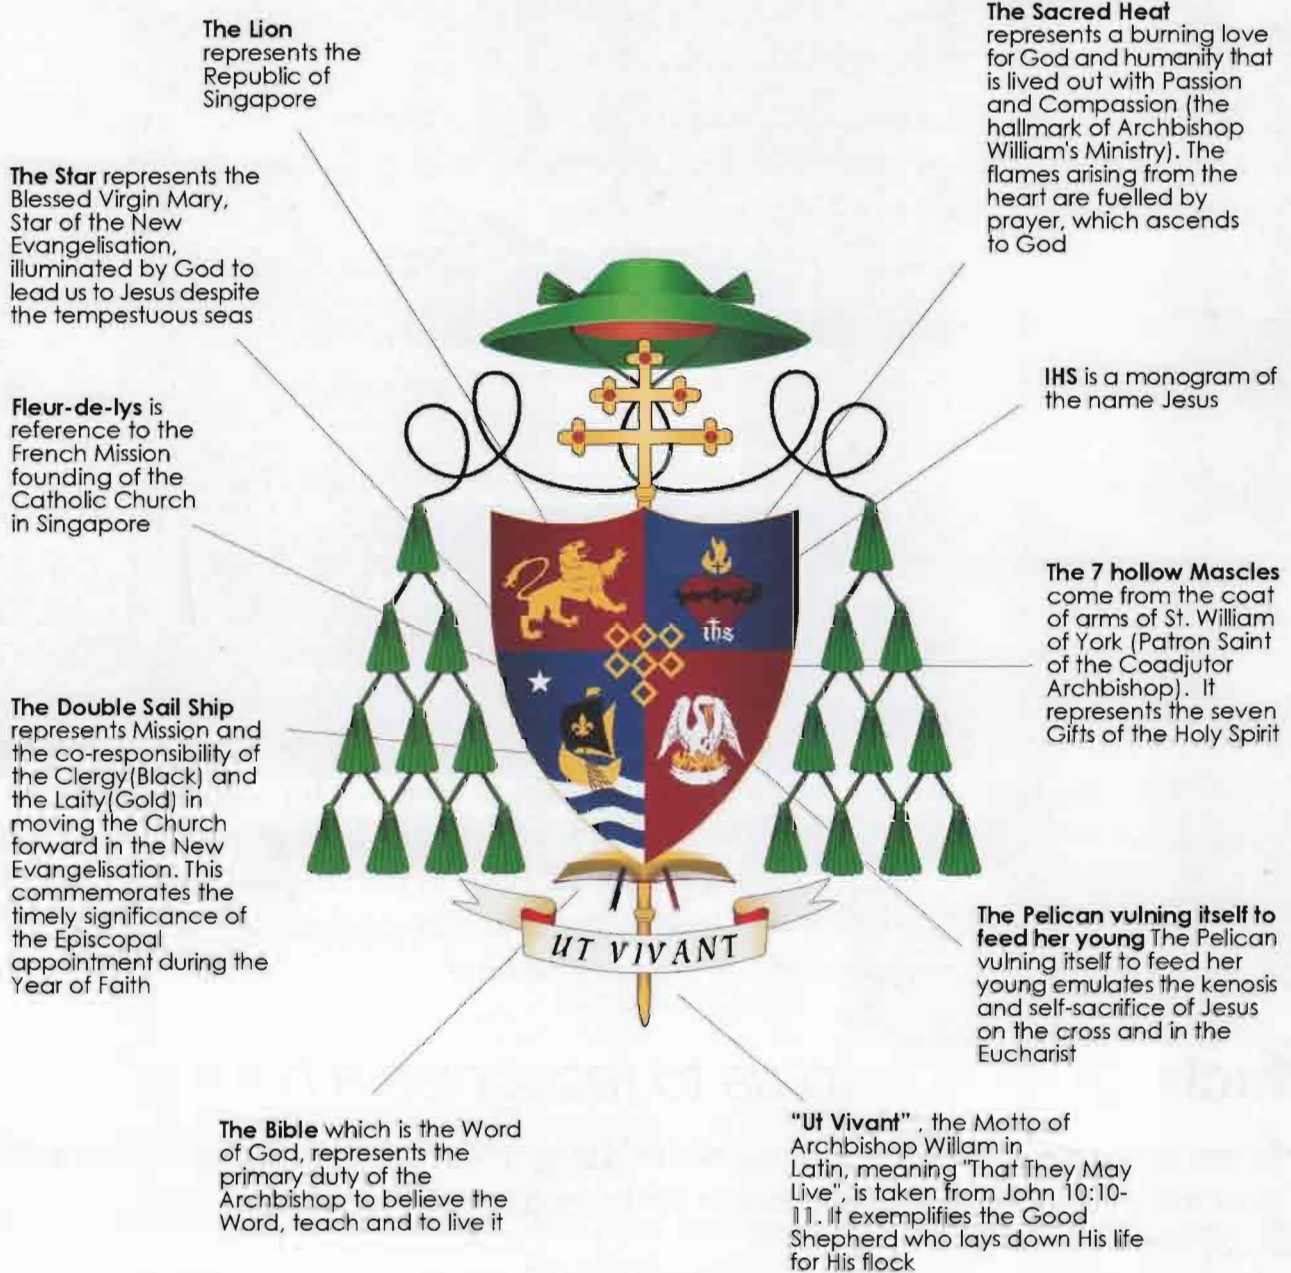 The Lion
represents the
Republic of
Singapore
The Star represents the
Blessed Virgin Mary,
Star of the New
Evangelisation,
illuminated by God to
lead us to Jesus despite
the tempestuous seas
Fleur-de-lys is
reference to the
French Mission
founding of the
Catholic Church
in Singapore
The Double Sail Ship
represents Mission and
the co-responsibility of
the Clergy(Black) and
the Laity(Gold) in
moving the Church
forward in the New
Evangelisation. This
commemorates the
timely significance of
the Episcopal
appointment during the
Year of Faith
The Bible which is the Word
of God, represents the
primary duty of the
Archbishop to believe the
Word, teach and to live it
ihs
UT VIVANT
The Sacred Heat
represents a burning love
for God and humanity that
is lived out with Passion
and Compassion (the
hallmark of Archbishop
William's Ministry). The
flames arising from the
heart are fuelled by
prayer, which ascends
to God
IHS is a monogram of
the name Jesus
The 7 hollow Mascles
come from the coat
of arms of St. William
of York (Patron Saint
of the Coadjutor
Archbishop). It
represents the seven
Gifts of the Holy Spirit
The Pelican vulning itself to
feed her young The Pelican
vulning itself to feed her
young emulates the kenosis
and self-sacrifice of Jesus
on the cross and in the
Eucharist
"Ut Vivant", the Motto of
Archbishop Willam in
Latin, meaning "That They May
Live", is taken from John 10:10-
11. It exemplifies the Good
Shepherd who lays down His life
for His flock